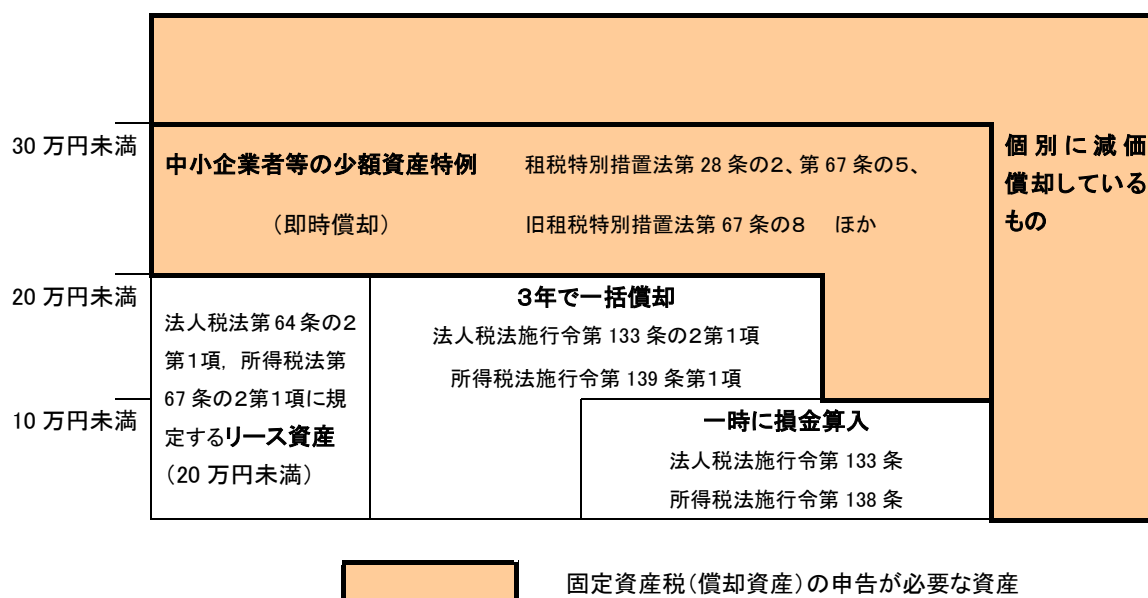 30 万円未満
中小企業者等の少額資産特例　租税特別措置法第 28 条の２、第 67 条の５、
（即時償却）　旧租税特別措置法第 67 条の８　ほか
個別に減価
償却している
もの
20 万円未満
法人税法第 64 条の２
第１項，所得税法第
67 条の２第１項に規
定するリース資産
（20 万円未満）
３年で一括償却
法人税法施行令第 133 条の２第１項
所得税法施行令第 139 条第１項
10 万円未満
一時に損金算入
法人税法施行令第 133 条
所得税法施行令第 138 条
固定資産税（償却資産）の申告が必要な資産